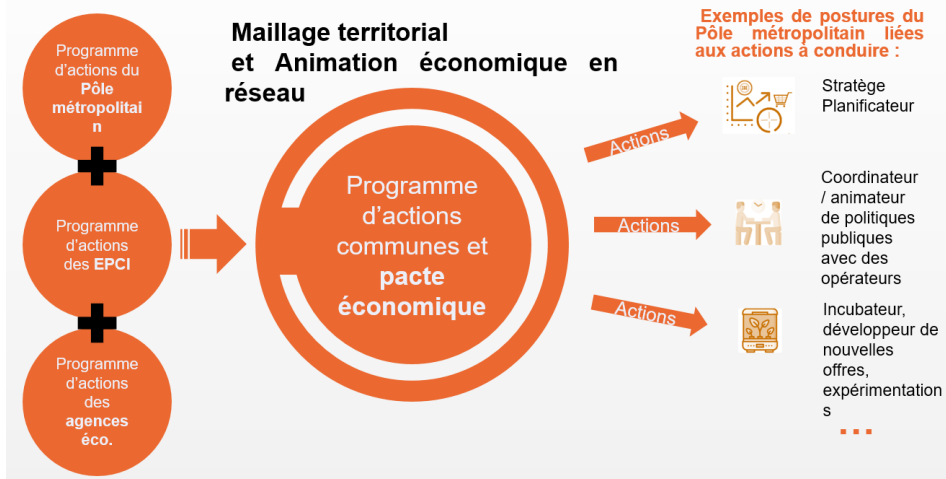 Programme
d'actions du
Pôle
métropolitai
n
Programme
d'actions
des EPCI
Programme
d'actions
des
agences
éco.
Maillage territorial
et Animation économique en
réseau
Programme
d'actions
communes et
pacte
économique
Actions
Actions
Actions
Exemples de postures du
Pôle métropolitain liées
aux actions à conduire :
Stratège
Planificateur
Coordinateur
/ animateur
de politiques
publiques
avec des
opérateurs
Incubateur,
développeur de
nouvelles
offres,
expérimentation
s
...